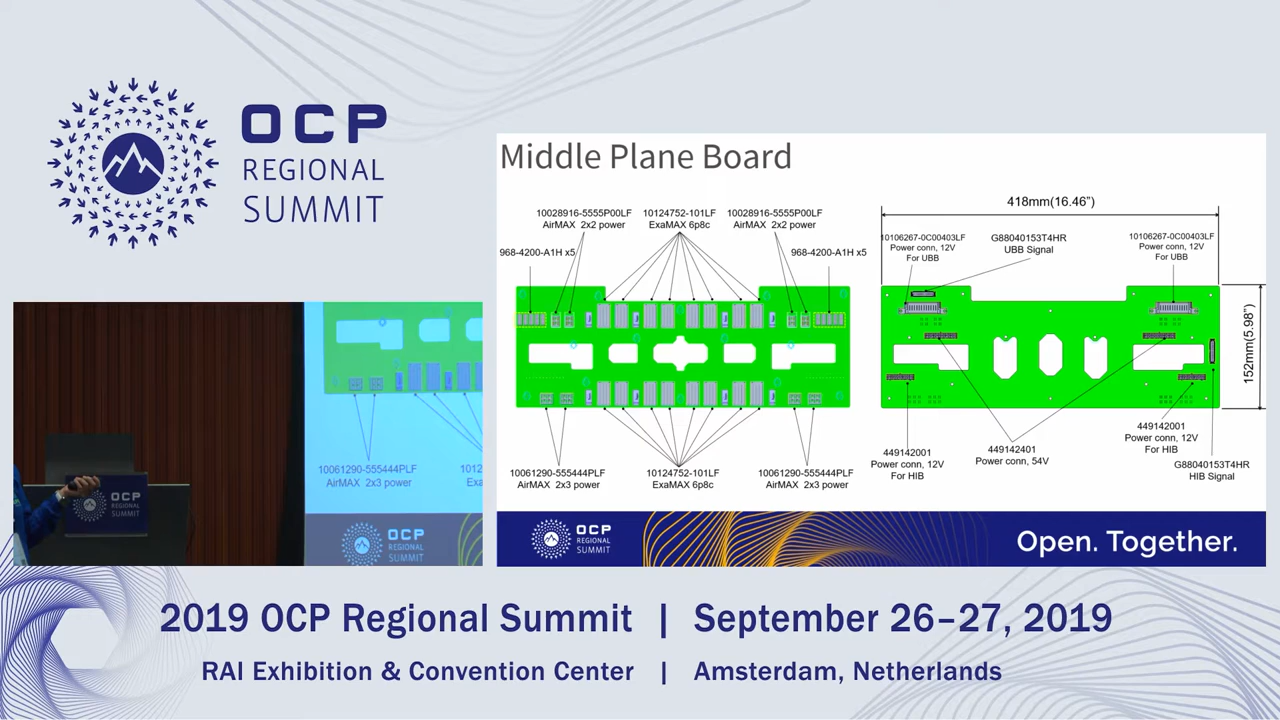 OCP
REGIONAL
SUMMIT
Middle Plane Board
10028916-5555P00LF
AirMAX 2x2 power
10124752-101LF
ExaMAX 6p8c
10028916-5555P00LF
AirMAX 2x2 power
968-4200-A1H x5
968-4200-A1H x5
10061290-555444PLF
AirMAX 2x3 power
10124752-101LF
ExaMAX 6p8c
10061290-555444PLF
AirMAX 2x3 power
418mm(16.46”)
10106267-0C00403LF
Power conn, 12V
For UBB
G88040153T4HR
UBB Signal
10106267-0C00403LF
Power conn, 12V
For UBB
152mm(5.98”)
449142001
Power conn, 12V
For HIB
449142401
Power conn, 54V
449142001
Power conn, 12V
For HIB
G88040153T4HR
HIB Signal
OCP
REGIONAL
SUMMIT
Open. Together.
10061290-555444PLF
AirMAX 2x3 power
1012
Exa
OCP
REGIONAL
SUMMIT
OCP
REGIONAL
SUMMIT
2019 OCP Regional Summit | September 26–27, 2019
RAI Exhibition & Convention Center | Amsterdam, Netherlands